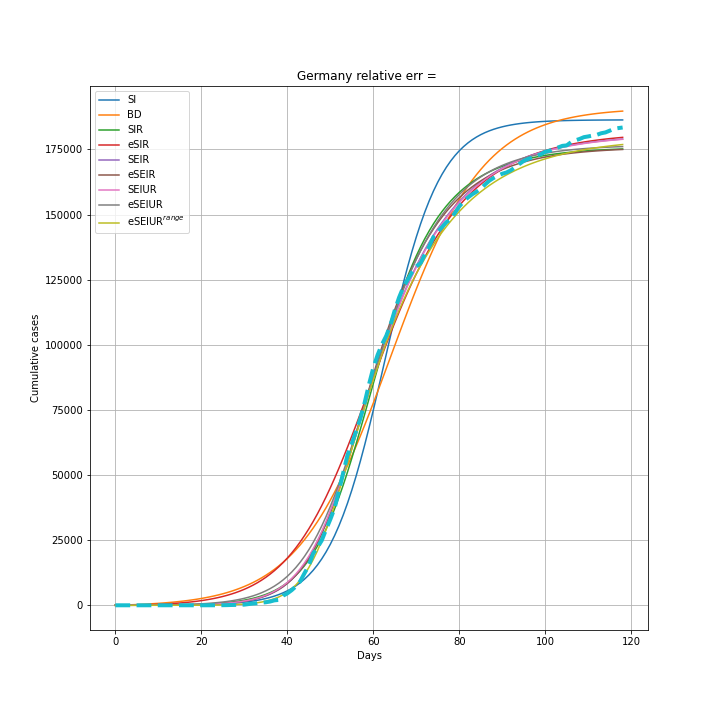 Germany relative err =
SI
BD
SIR
eSIR
SEIR
eSEIR
SEIUR
eSEIUR
eSEIUR^range
175000
150000
125000
100000
75000
50000
25000
0
Cumulative cases
0 20 40 60 80 100 120
Days